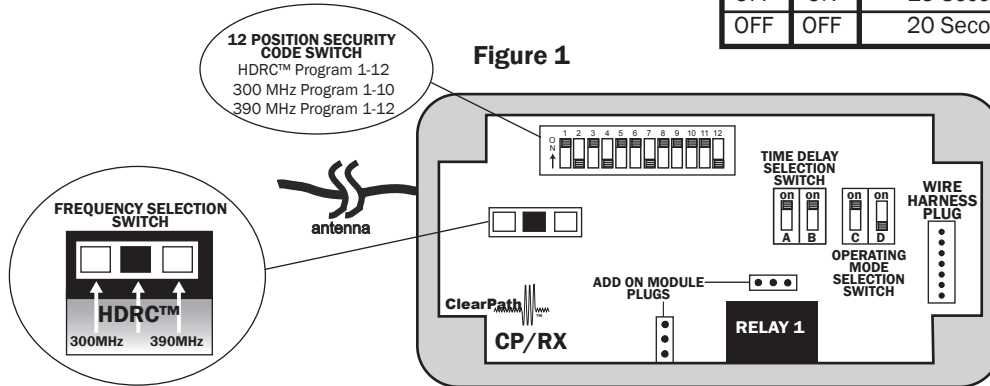 OFF OFF 20 Seco
Figure 1
12 POSITION SECURITY
CODE SWITCH
HDRC™ Program 1-12
300 MHz Program 1-10
390 MHz Program 1-12
O
N
1 2 3 4 5 6 7 8 9 10 11 12
antenna
FREQUENCY SELECTION
SWITCH
HDRC™
300MHz 390MHz
TIME DELAY
SELECTION
SWITCH
on on on on
A B C D
OPERATING
MODE
SELECTION
SWITCH
WIRE
HARNESS
PLUG
ADD ON MODULE
PLUGS
ClearPath™
CP/RX
RELAY 1